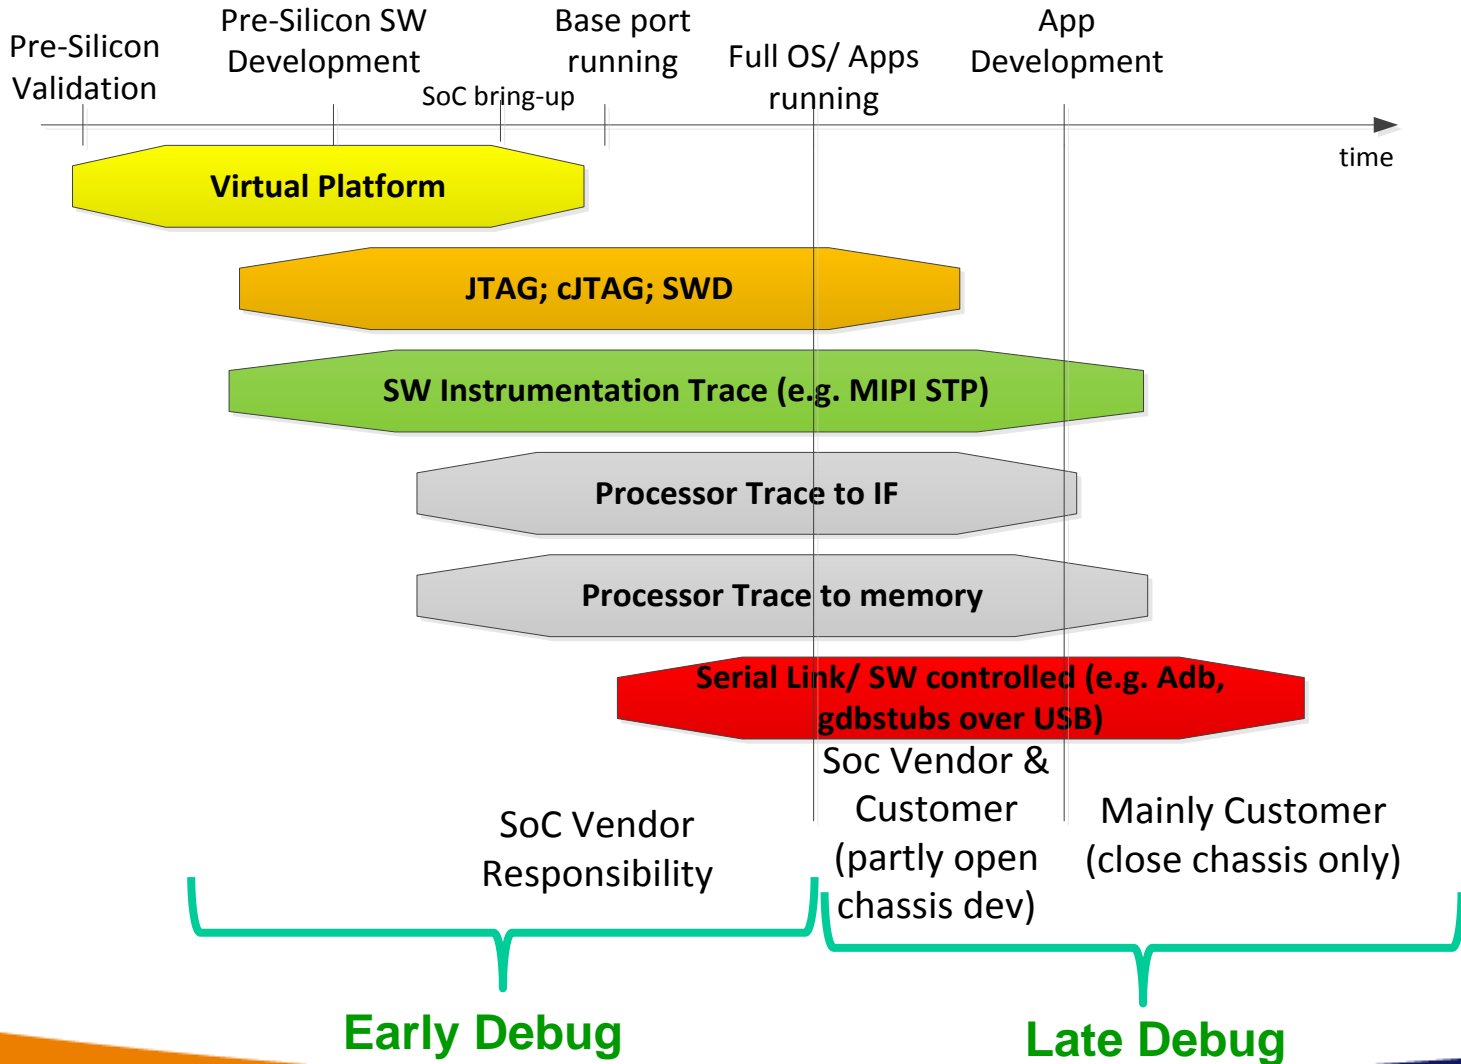 Pre-Silicon
Validation
Pre-Silicon SW
Development
SoC bring-up
Base port
running
Full OS/ Apps
running
App
Development
time
Virtual Platform
JTAG; cJTAG; SWD
SW Instrumentation Trace (e.g. MIPI STP)
Processor Trace to IF
Processor Trace to memory
Serial Link/ SW controlled (e.g. Adb,
gdbstubs over USB)
SoC Vendor
Responsibility
Soc Vendor &
Customer
(partly open
chassis dev)
Mainly Customer
(close chassis only)
Early Debug
Late Debug